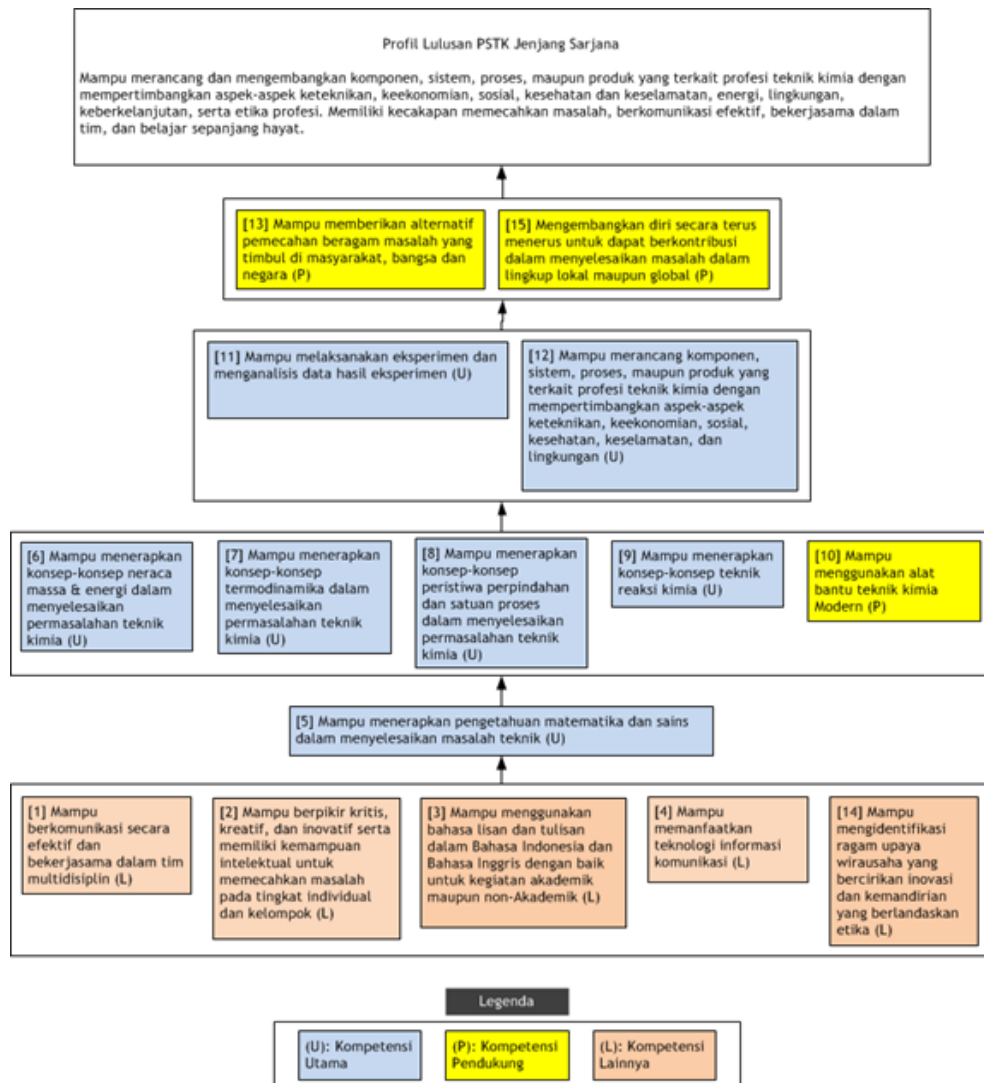 Profil Lulusan PSTK Jenjang Sarjana
Mampu merancang dan mengembangkan komponen, sistem, proses, maupun produk yang terkait profesi teknik kimia dengan
mempertimbangkan aspek-aspek keteknikan, keekonomian, sosial, kesehatan dan keselamatan, energi, lingkungan,
keberkelanjutan, serta etika profesi. Memiliki kecakapan memecahkan masalah, berkomunikasi efektif, bekerjasama dalam
tim, dan belajar sepanjang hayat.
[13] Mampu memberikan alternatif
pemecahan beragam masalah yang
timbul di masyarakat, bangsa dan
negara (P)
[15] Mengembangkan diri secara terus
menerus untuk dapat berkontribusi
dalam menyelesaikan masalah dalam
lingkup lokal maupun global (P)
[11] Mampu melaksanakan eksperimen dan
menganalisis data hasil eksperimen (U)
[12] Mampu merancang komponen,
sistem, proses, maupun produk yang
terkait profesi teknik kimia dengan
mempertimbangkan aspek-aspek
keteknikan, keekonomian, sosial,
kesehatan, keselamatan, dan
lingkungan (U)
[6] Mampu menerapkan
konsep-konsep neraca
massa & energi dalam
menyelesaikan
permasalahan teknik
kimia (U)
[7] Mampu menerapkan
konsep-konsep
termodinamika dalam
menyelesaikan
permasalahan teknik
kimia (U)
[8] Mampu menerapkan
konsep-konsep
peristiwa perpindahan
dan satuan proses
dalam menyelesaikan
permasalahan teknik
kimia (U)
[9] Mampu menerapkan
konsep-konsep teknik
reaksi kimia (U)
[10] Mampu
menggunakan alat
bantu teknik kimia
Modern (P)
[5] Mampu menerapkan pengetahuan matematika dan sains
dalam menyelesaikan masalah teknik (U)
[1] Mampu
berkomunikasi secara
efektif dan
bekerjasama dalam tim
multidisiplin (L)
[2] Mampu berpikir kritis,
kreatif, dan inovatif serta
memiliki kemampuan
intelektual untuk
memecahkan masalah
pada tingkat individual
dan kelompok (L)
[3] Mampu menggunakan
bahasa lisan dan tulisan
dalam Bahasa Indonesia dan
Bahasa Inggris dengan baik
untuk kegiatan akademik
maupun non-Akademik (L)
[4] Mampu
memanfaatkan
teknologi informasi
komunikasi (L)
[14] Mampu
mengidentifikasi
ragam upaya
wirausaha yang
bercirikan inovasi
dan kemandirian
yang berlandaskan
etika (L)
Legenda
(U): Kompetensi
Utama
(P): Kompetensi
Pendukung
(L): Kompetensi
Lainnya